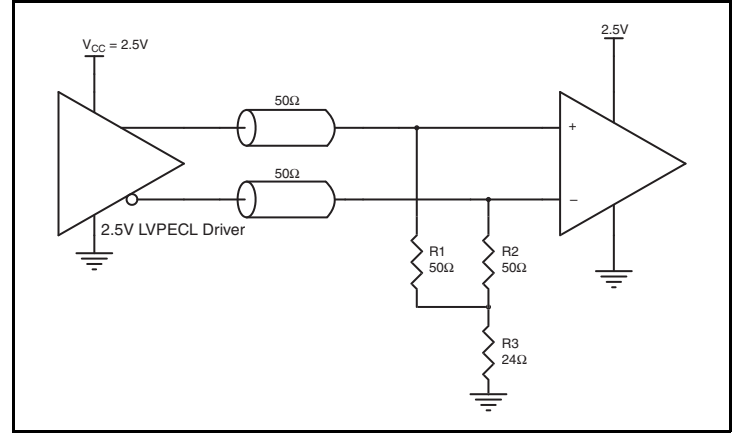 V_CC = 2.5V
2.5V
50Ω
+
50Ω
−
2.5V LVPECL Driver
R1
50Ω
R2
50Ω
R3
24Ω